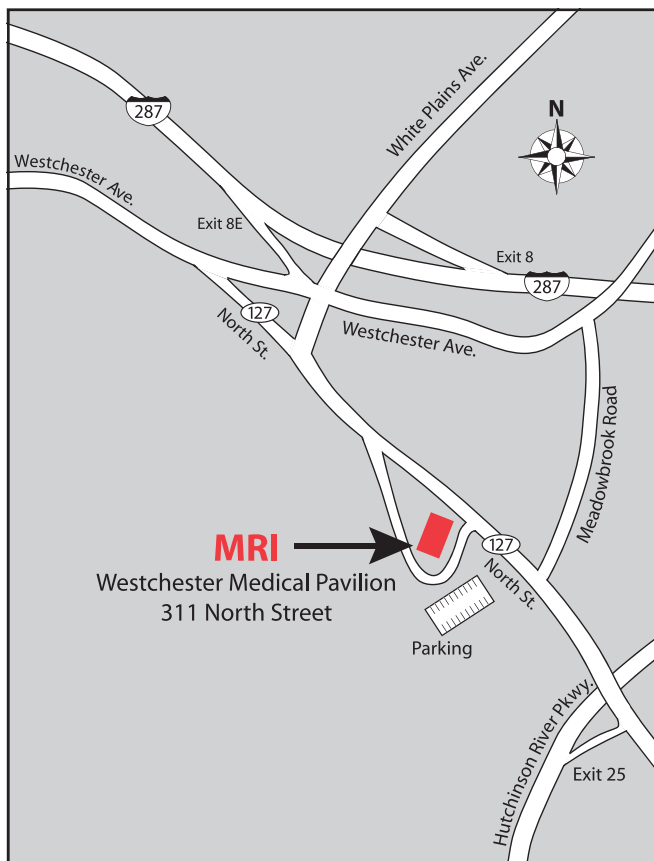 287
White Plains Ave.
N
Westchester Ave.
Exit 8E
Exit 8
287
127
North St.
Westchester Ave.
Meadowbrook Road
MRI
127
North St.
Westchester Medical Pavilion
311 North Street
Parking
Hutchinson River Pkwy.
Exit 25